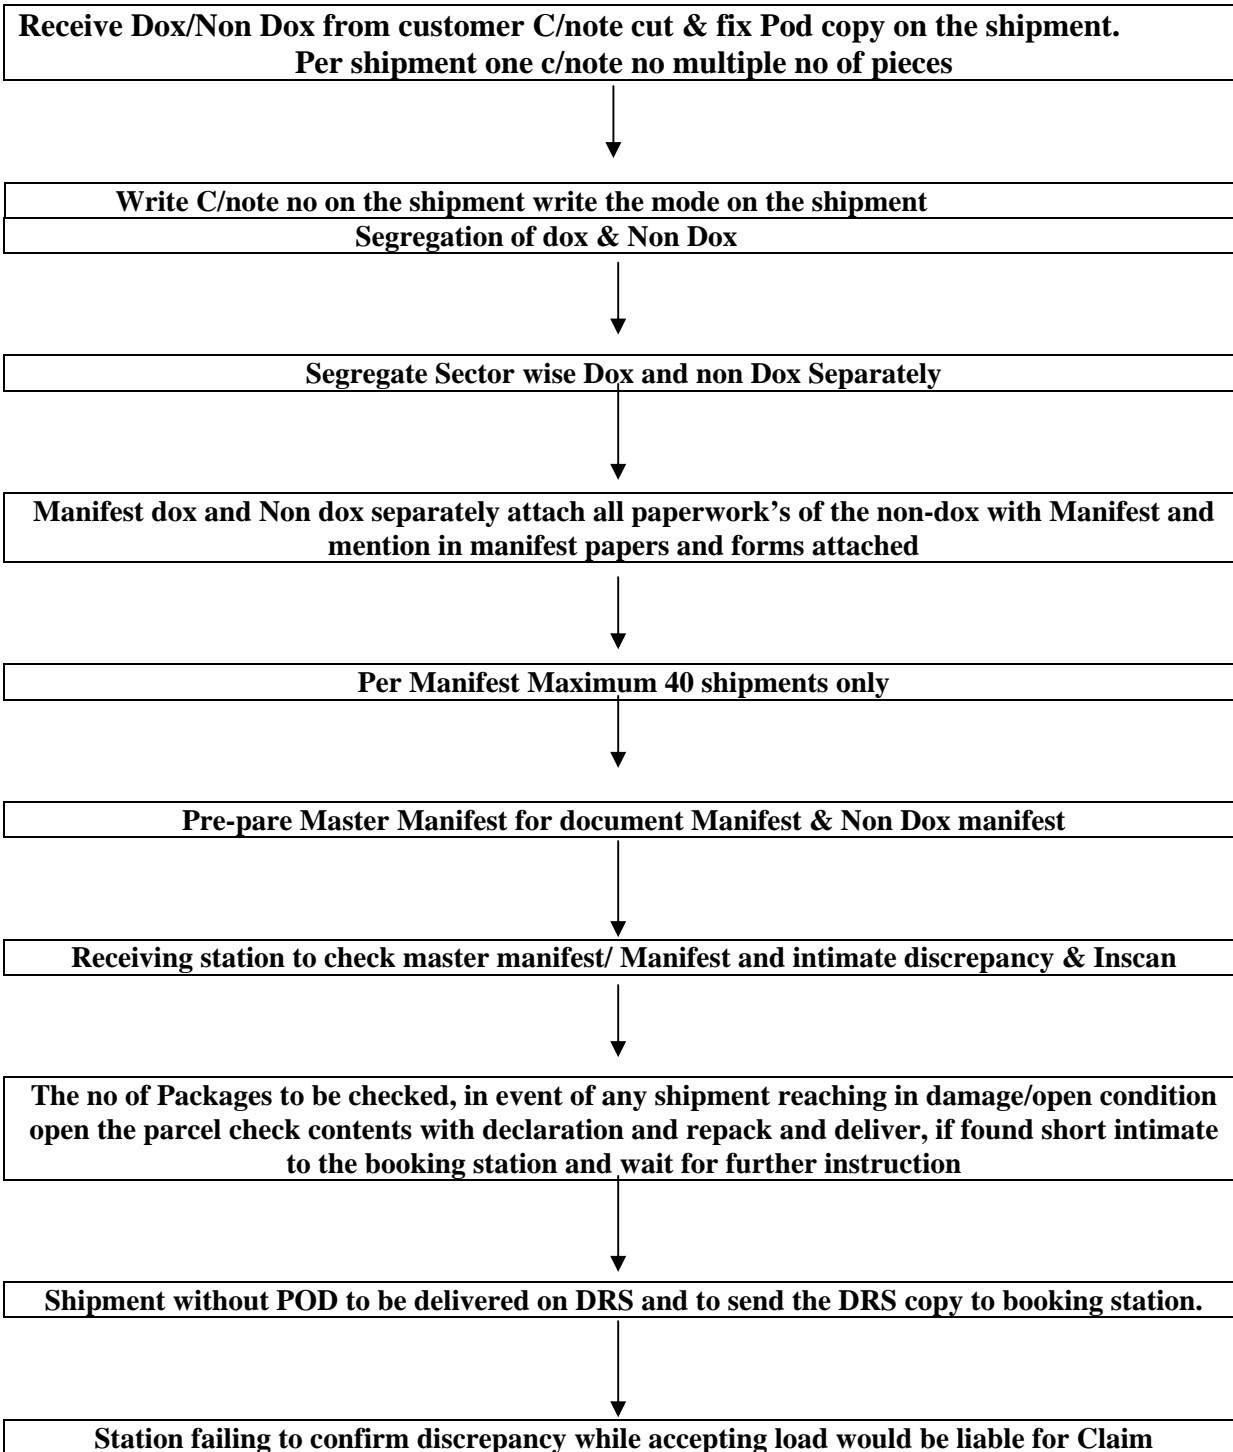 Receive Dox/Non Dox from customer C/note cut & fix Pod copy on the shipment.
Per shipment one c/note no multiple no of pieces
Write C/note no on the shipment write the mode on the shipment
Segregation of dox & Non Dox
Segregate Sector wise Dox and non Dox Separately
Manifest dox and Non dox separately attach all paperwork’s of the non-dox with Manifest and
mention in manifest papers and forms attached
Per Manifest Maximum 40 shipments only
Pre-pare Master Manifest for document Manifest & Non Dox manifest
Receiving station to check master manifest/ Manifest and intimate discrepancy & Inscan
The no of Packages to be checked, in event of any shipment reaching in damage/open condition
open the parcel check contents with declaration and repack and deliver, if found short intimate
to the booking station and wait for further instruction
Shipment without POD to be delivered on DRS and to send the DRS copy to booking station.
Station failing to confirm discrepancy while accepting load would be liable for Claim